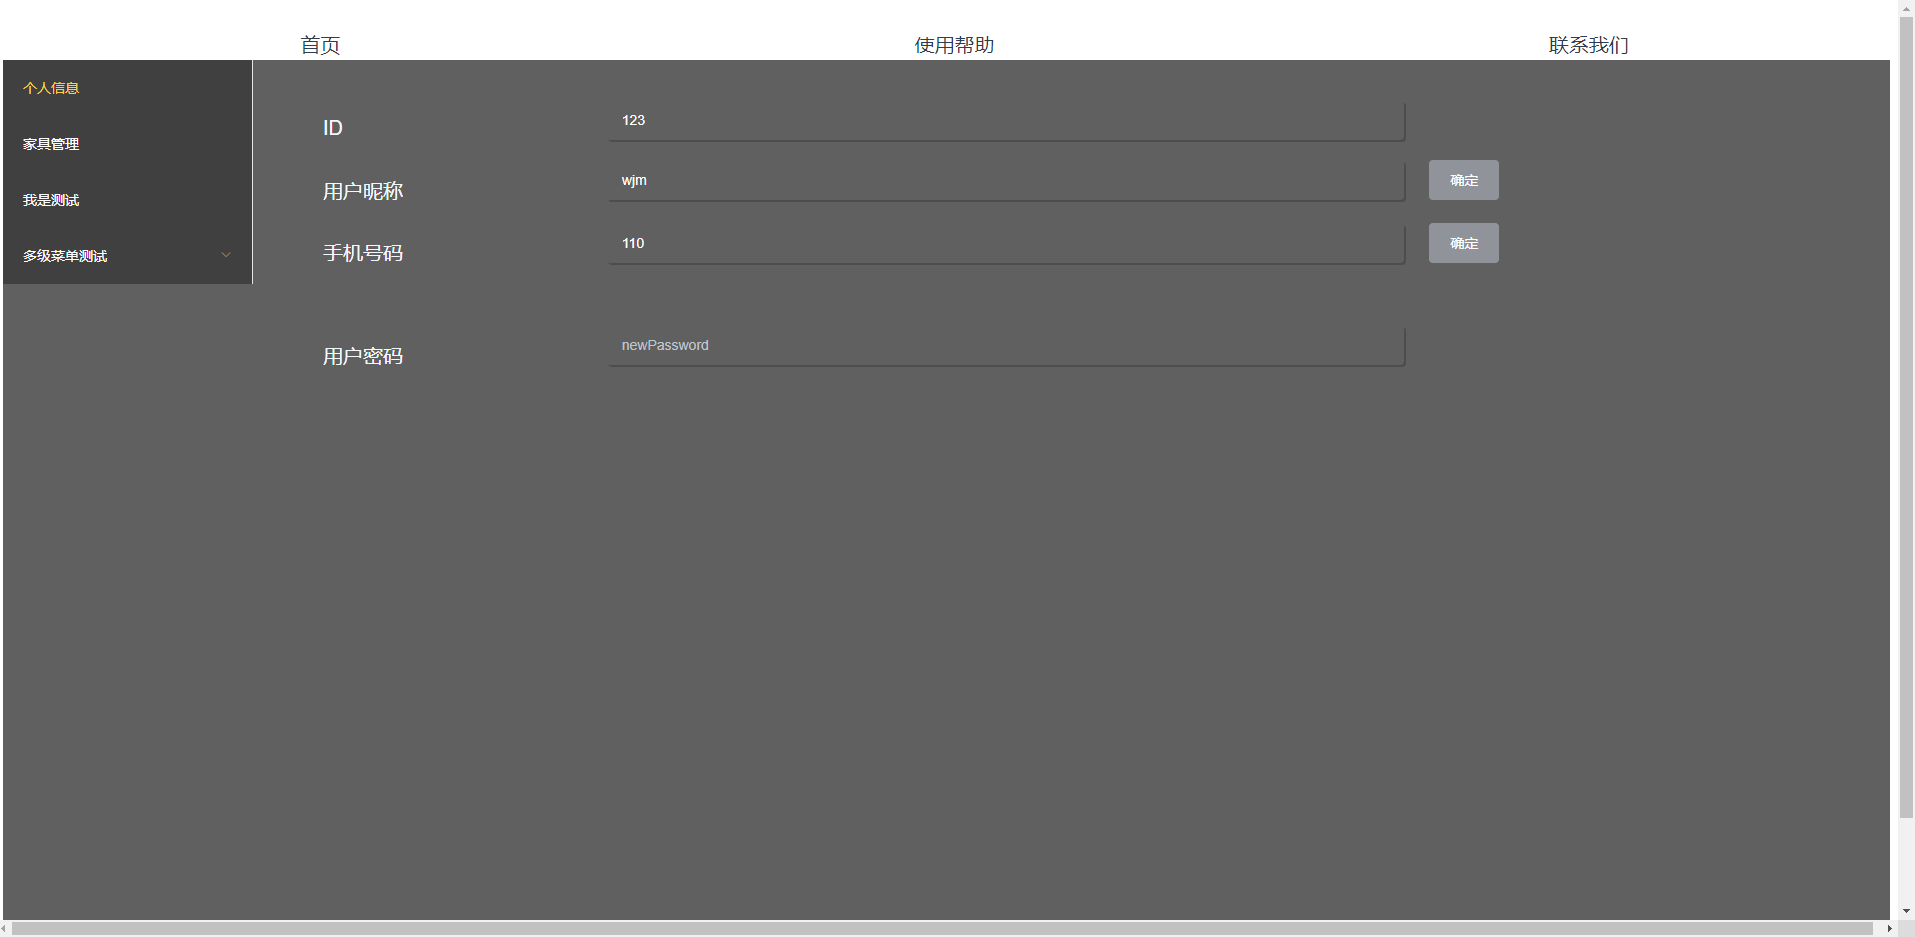 首页
使用帮助
联系我们
个人信息
家具管理
我是测试
多级菜单测试
ID
123
用户昵称
wjm
确定
手机号码
110
确定
用户密码
newPassword